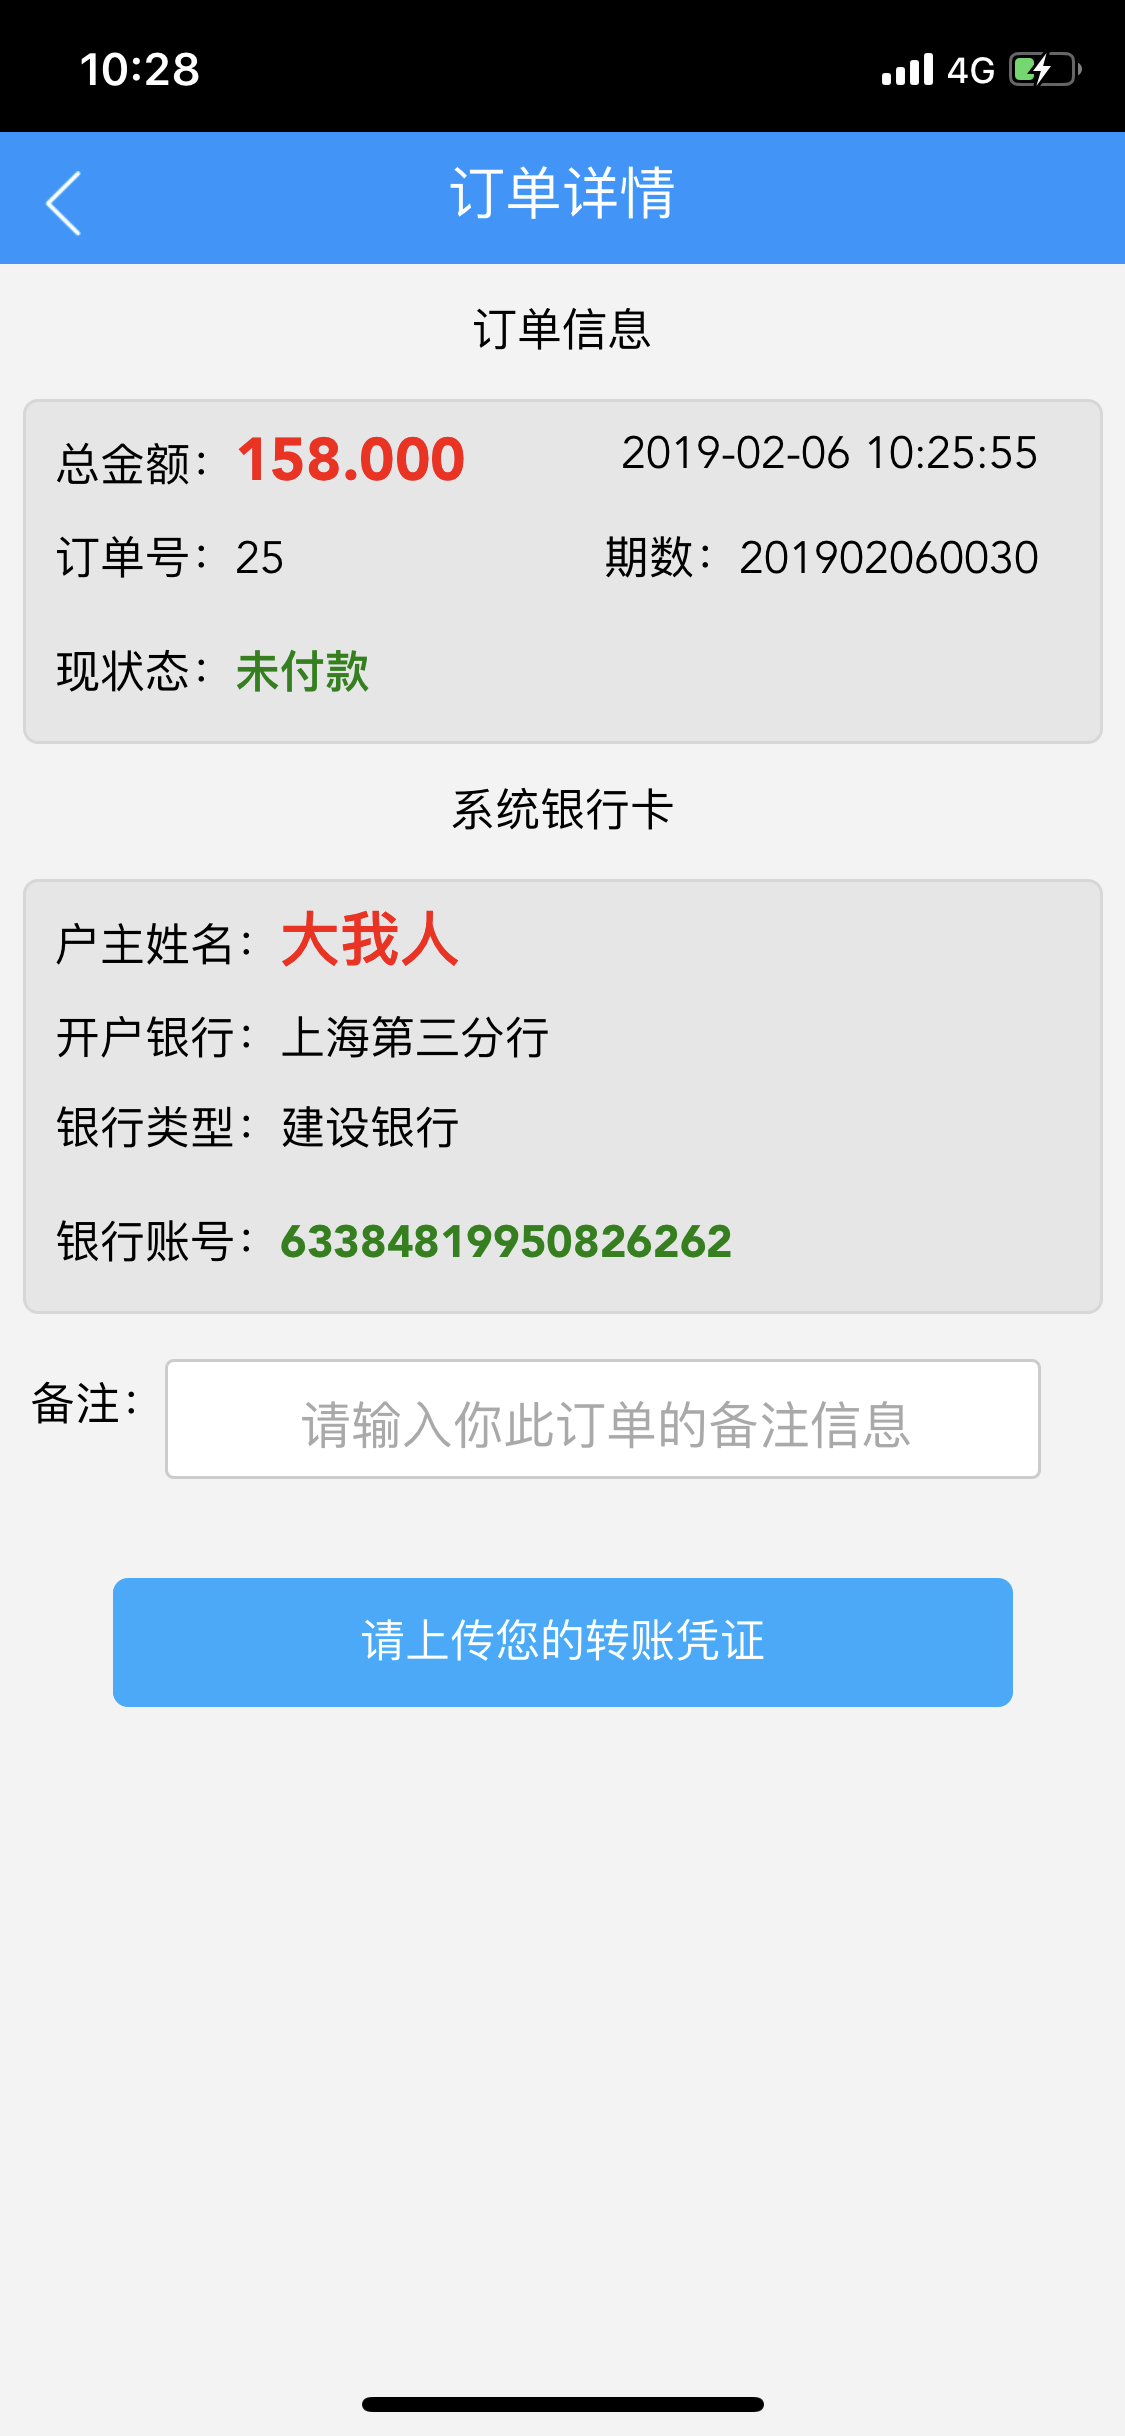 10:28 4G
订单详情
订单信息
总金额：158.000 2019-02-06 10:25:55
订单号：25 期数：201902060030
现状态：未付款
系统银行卡
户主姓名：大我人
开户银行：上海第三分行
银行类型：建设银行
银行账号：63384819950826262
备注：请输入你此订单的备注信息
请上传您的转账凭证